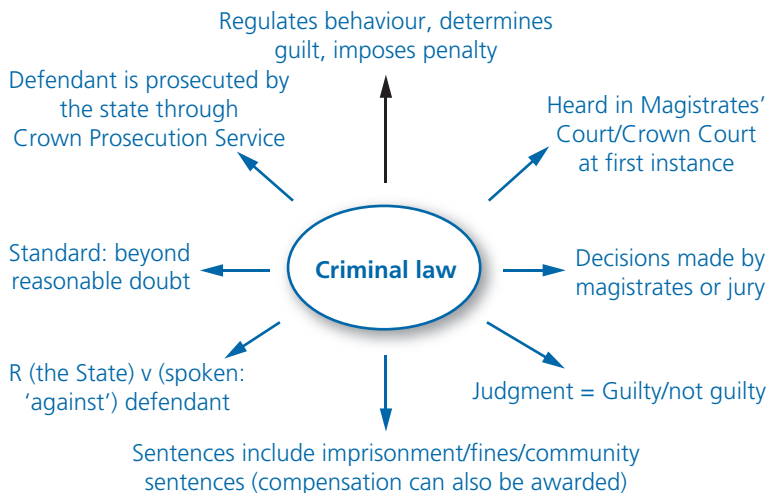 Regulates behaviour, determines
guilt, imposes penalty
Defendant is prosecuted by
the state through
Crown Prosecution Service
Heard in Magistrates’
Court/Crown Court
at first instance
Standard: beyond
reasonable doubt
Criminal law
Decisions made by
magistrates or jury
R (the State) v (spoken:
‘against’) defendant
Judgment = Guilty/not guilty
Sentences include imprisonment/fines/community
sentences (compensation can also be awarded)